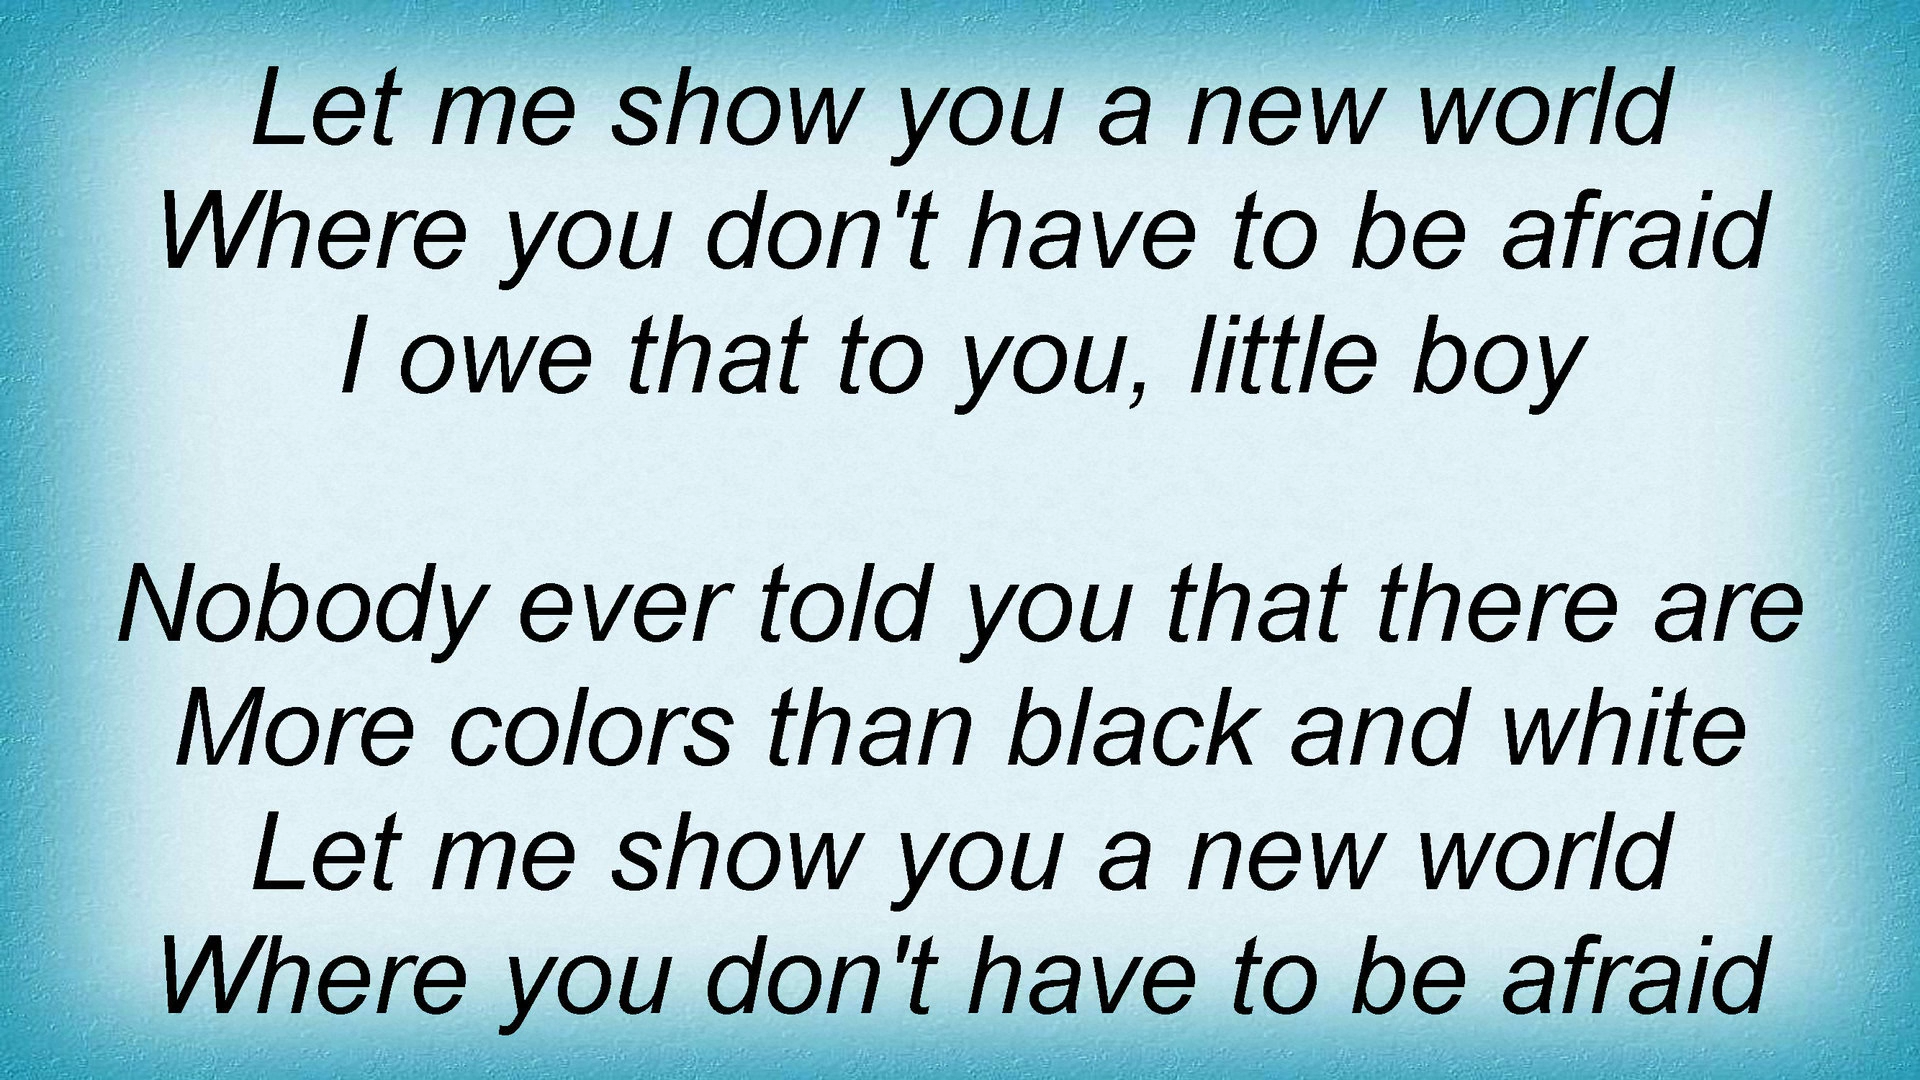 Let me show you a new world
Where you don't have to be afraid
I owe that to you, little boy
Nobody ever told you that there are
More colors than black and white
Let me show you a new world
Where you don't have to be afraid